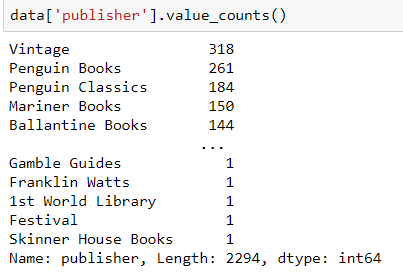 data['publisher'].value_counts()
Vintage 318
Penguin Books 261
Penguin Classics 184
Mariner Books 150
Ballantine Books 144
...
Gamble Guides 1
Franklin Watts 1
1st World Library 1
Festival 1
Skinner House Books 1
Name: publisher, Length: 2294, dtype: int64